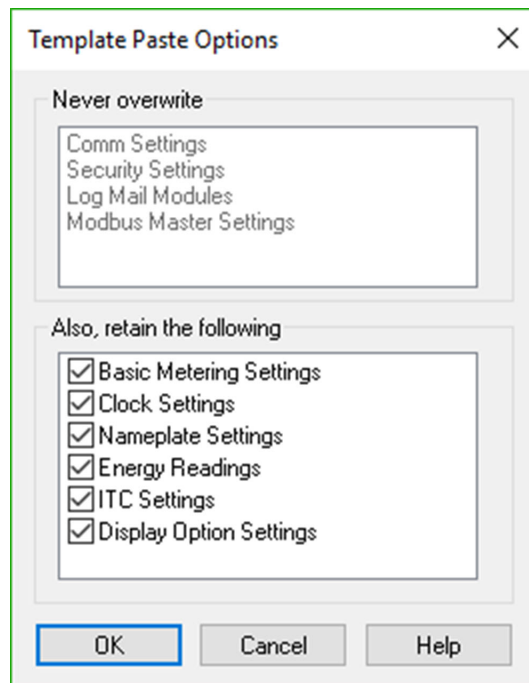 Template Paste Options
Never overwrite
Comm Settings
Security Settings
Log Mail Modules
Modbus Master Settings
Also, retain the following
Basic Metering Settings
Clock Settings
Nameplate Settings
Energy Readings
ITC Settings
Display Option Settings
OK Cancel Help